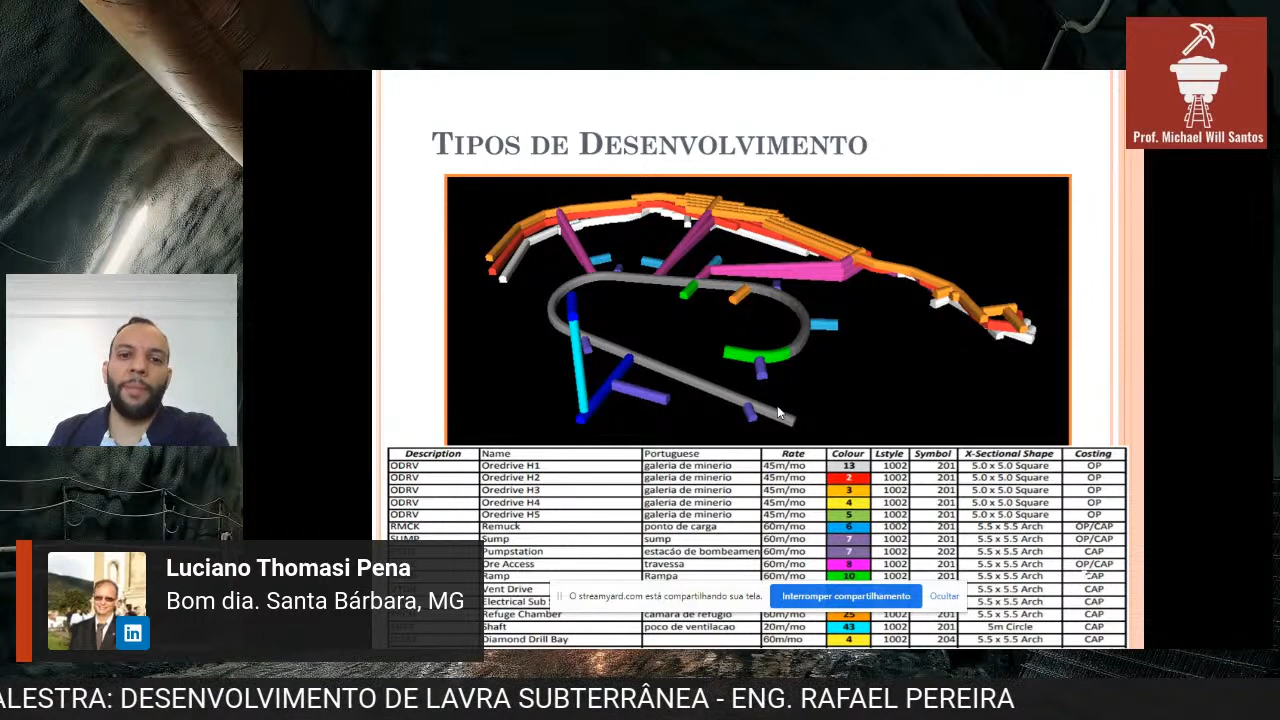 Prof. Michael Will Santos
TIPOS DE DESENVOLVIMENTO
Description Name Portuguese Rate Colour Lstyle Symbol X-Sectional Shape Costing
ODRV Oredrive H1 galeria de minerio 45m/mo 13 1002 201 5.0 x 5.0 Square OP
ODRV Oredrive H2 galeria de minerio 45m/mo 2 1002 201 5.0 x 5.0 Square OP
ODRV Oredrive H3 galeria de minerio 45m/mo 3 1002 201 5.0 x 5.0 Square OP
ODRV Oredrive H4 galeria de minerio 45m/mo 4 1002 201 5.0 x 5.0 Square OP
ODRV Oredrive H5 galeria de minerio 45m/mo 5 1002 201 5.0 x 5.0 Square OP
RMCK Remuck ponto de carga 60m/mo 6 1002 201 5.5 x 5.5 Arch OP/CAP
SUMP Sump sump 60m/mo 7 1002 201 5.5 x 5.5 Arch OP/CAP
Pumpstation estacáo de bombeamen 60m/mo 7 1002 202 5.5 x 5.5 Arch CAP
Ore Access travessa 60m/mo 8 1002 201 5.5 x 5.5 Arch OP/CAP
Ramp Rampa 60m/mo 10 1002 201 5.5 x 5.5 Arch CAP
Vent Drive 5.5 x 5.5 Arch CAP
Electrical Sub 5.5 x 5.5 Arch CAP
Refuge Chamber camara de refugio 60m/mo 25 1002 201 5.5 x 5.5 Arch CAP
Shaft poco de ventilacao 20m/mo 43 1002 201 5m Circle CAP
Diamond Drill Bay 60m/mo 4 1002 204 5.5 x 5.5 Arch CAP
O streamyard.com está compartilhando sua tela. Interromper compartilhamento Ocultar
Luciano Thomasi Pena
Bom dia. Santa Bárbara, MG
in
ALESTRA: DESENVOLVIMENTO DE LAVRA SUBTERRÂNEA - ENG. RAFAEL PEREIRA